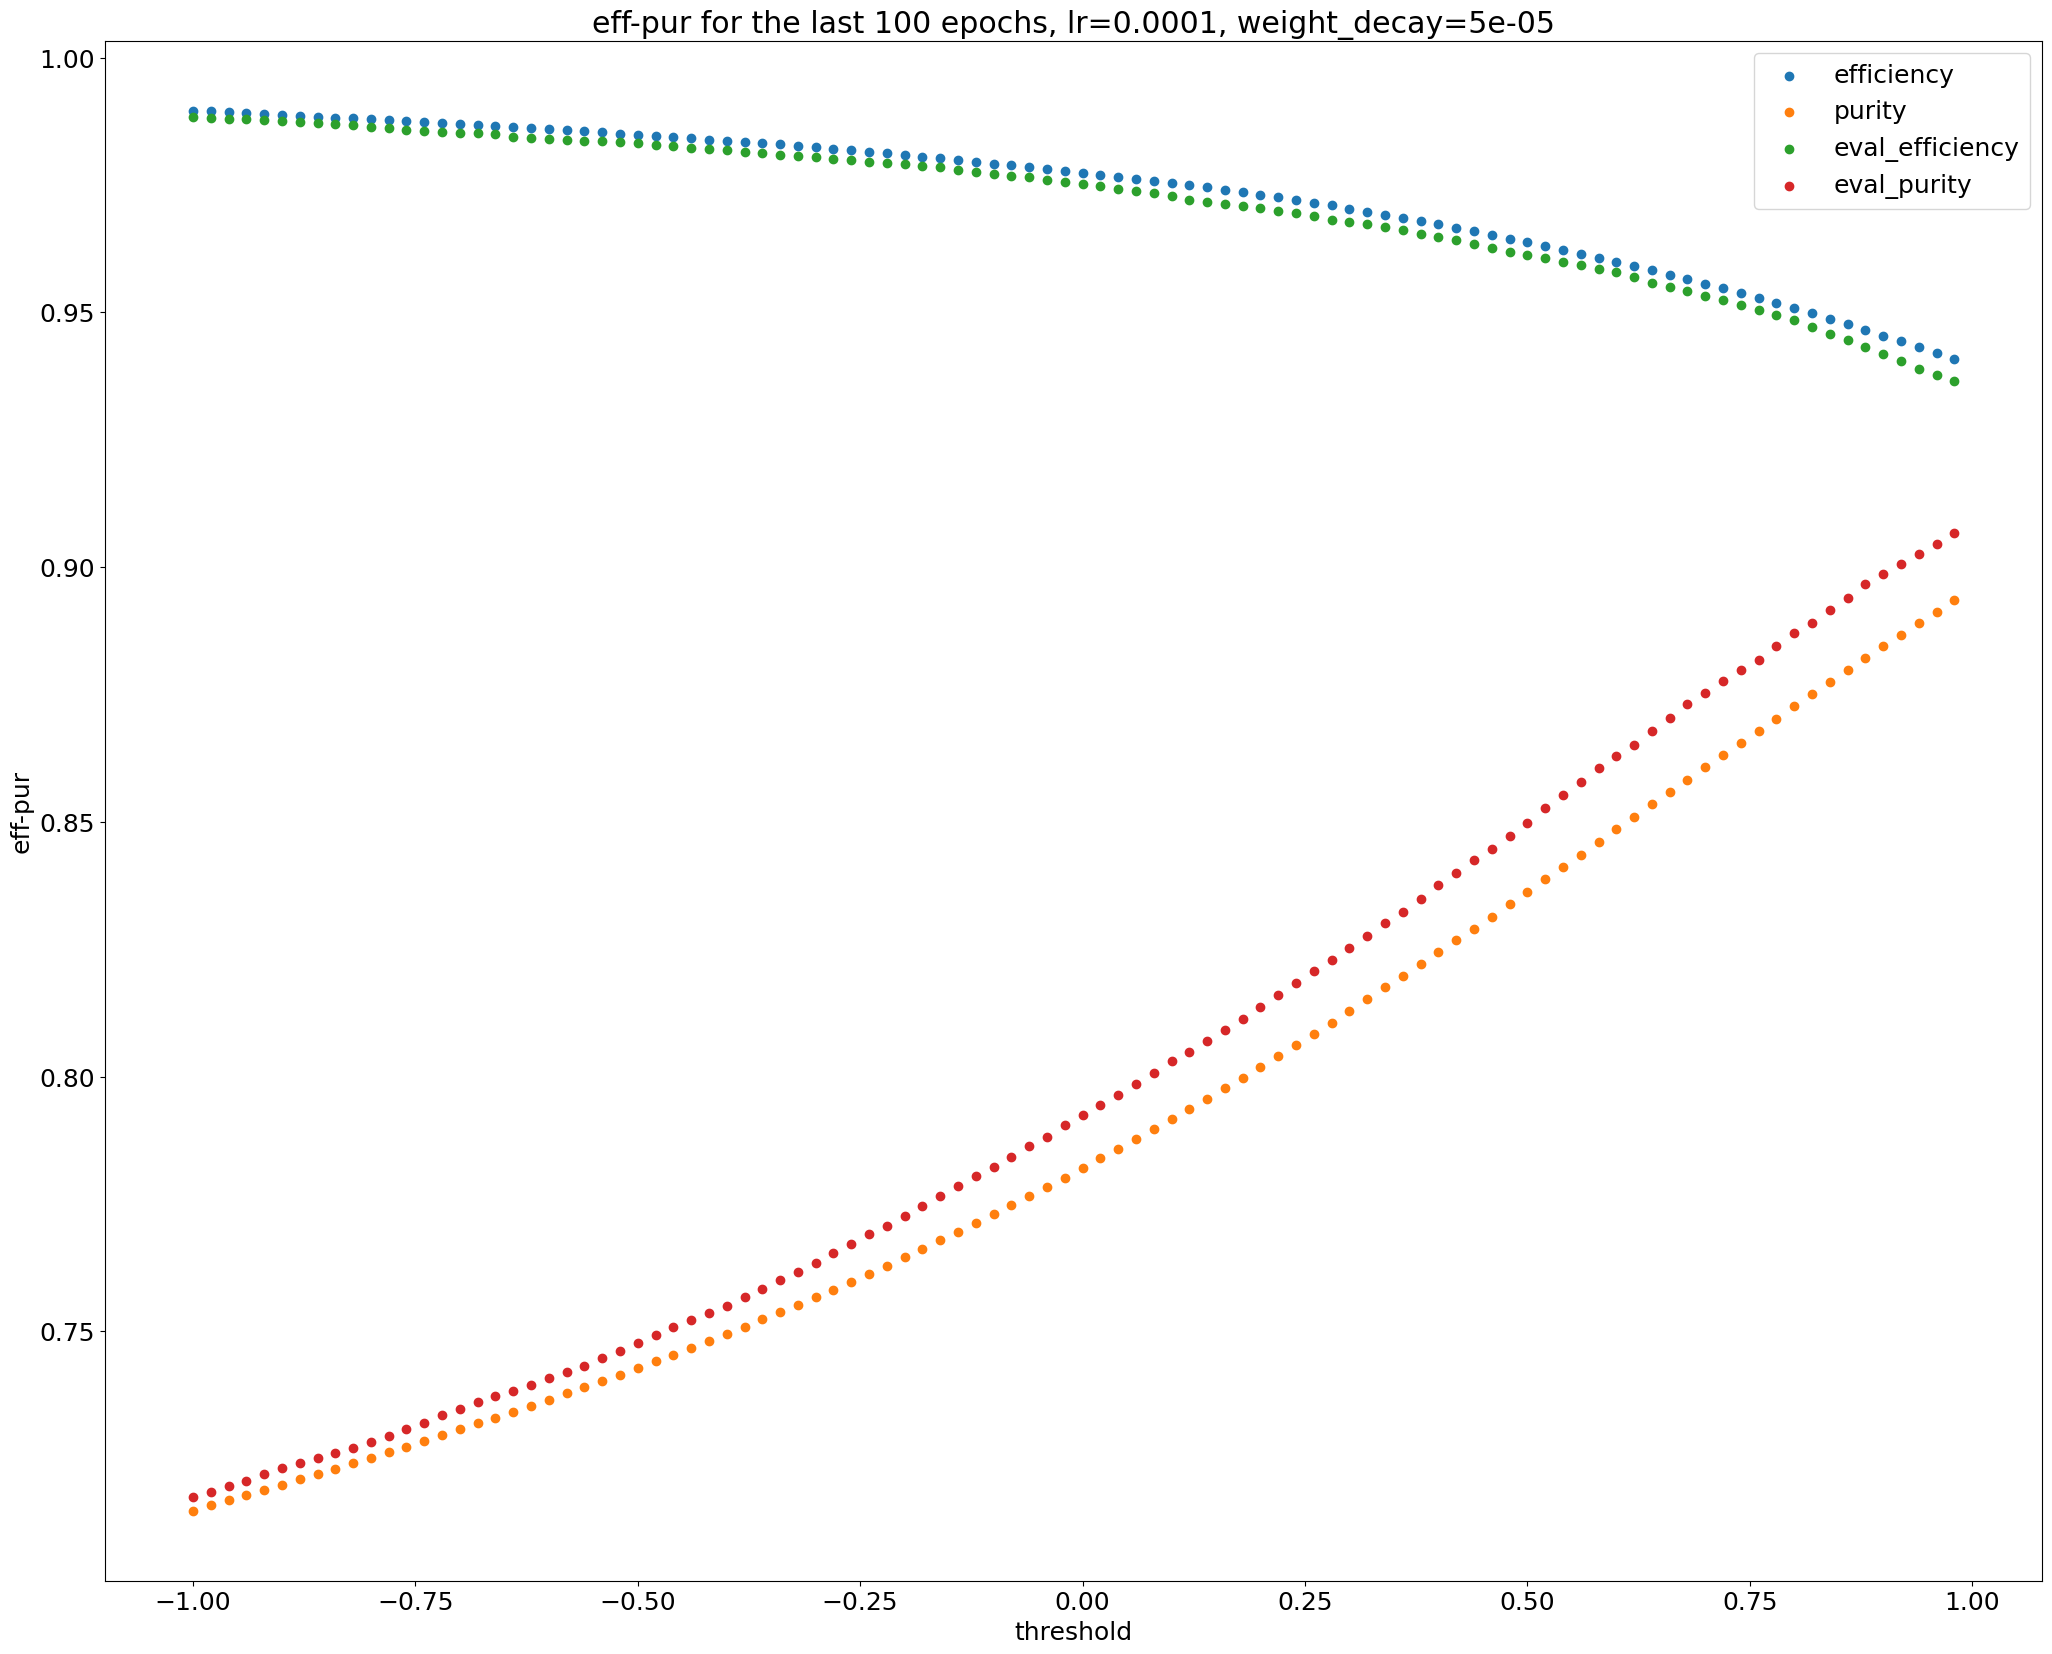 eff-pur for the last 100 epochs, lr=0.0001, weight_decay=5e-05
efficiency
purity
eval_efficiency
eval_purity
1.00
0.95
0.90
0.85
0.80
0.75
eff-pur
−1.00 −0.75 −0.50 −0.25 0.00 0.25 0.50 0.75 1.00
threshold